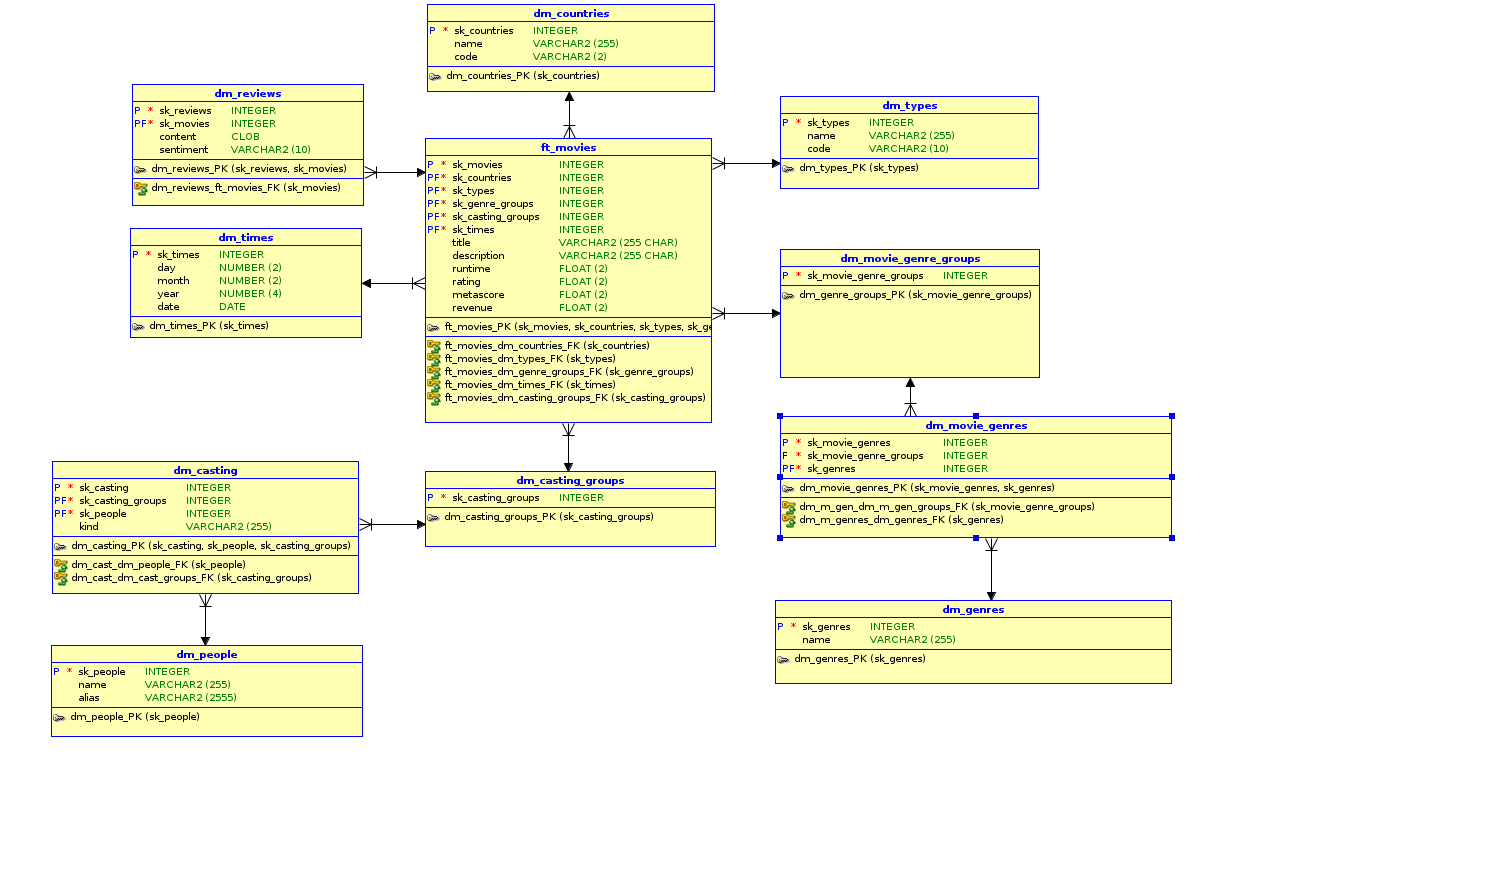 dm_countries
P * sk_countries INTEGER
name VARCHAR2 (255)
code VARCHAR2 (2)
dm_countries_PK (sk_countries)
dm_reviews
P * sk_reviews INTEGER
PF* sk_movies INTEGER
content CLOB
sentiment VARCHAR2 (10)
dm_reviews_PK (sk_reviews, sk_movies)
dm_reviews_ft_movies_FK (sk_movies)
dm_types
P * sk_types INTEGER
name VARCHAR2 (255)
code VARCHAR2 (10)
dm_types_PK (sk_types)
ft_movies
P * sk_movies INTEGER
PF* sk_countries INTEGER
PF* sk_types INTEGER
PF* sk_genre_groups INTEGER
PF* sk_casting_groups INTEGER
PF* sk_times INTEGER
title VARCHAR2 (255 CHAR)
description VARCHAR2 (255 CHAR)
runtime FLOAT (2)
rating FLOAT (2)
metascore FLOAT (2)
revenue FLOAT (2)
ft_movies_PK (sk_movies, sk_countries, sk_types, sk_ge
ft_movies_dm_countries_FK (sk_countries)
ft_movies_dm_types_FK (sk_types)
ft_movies_dm_genre_groups_FK (sk_genre_groups)
ft_movies_dm_times_FK (sk_times)
ft_movies_dm_casting_groups_FK (sk_casting_groups)
dm_times
P * sk_times INTEGER
day NUMBER (2)
month NUMBER (2)
year NUMBER (4)
date DATE
dm_times_PK (sk_times)
dm_movie_genre_groups
P * sk_movie_genre_groups INTEGER
dm_genre_groups_PK (sk_movie_genre_groups)
dm_movie_genres
P * sk_movie_genres INTEGER
F * sk_movie_genre_groups INTEGER
PF* sk_genres INTEGER
dm_movie_genres_PK (sk_movie_genres, sk_genres)
dm_m_gen_dm_m_gen_groups_FK (sk_movie_genre_groups)
dm_m_genres_dm_genres_FK (sk_genres)
dm_casting
P * sk_casting INTEGER
PF* sk_casting_groups INTEGER
PF* sk_people INTEGER
kind VARCHAR2 (255)
dm_casting_PK (sk_casting, sk_people, sk_casting_groups)
dm_cast_dm_people_FK (sk_people)
dm_cast_dm_cast_groups_FK (sk_casting_groups)
dm_casting_groups
P * sk_casting_groups INTEGER
dm_casting_groups_PK (sk_casting_groups)
dm_genres
P * sk_genres INTEGER
name VARCHAR2 (255)
dm_genres_PK (sk_genres)
dm_people
P * sk_people INTEGER
name VARCHAR2 (255)
alias VARCHAR2 (2555)
dm_people_PK (sk_people)